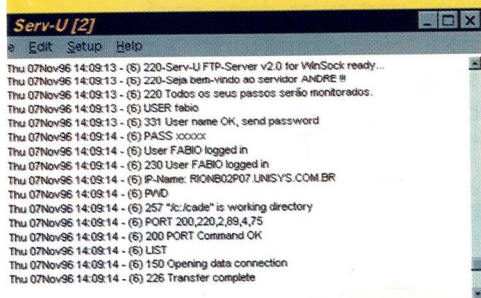 Serv-U [2]
e Edit Setup Help
Thu 07Nov96 14:09:13 - (6) 220-Serv-U FTP-Server v2.0 for WinSock ready...
Thu 07Nov96 14:09:13 - (6) 220-Seja bem-vindo ao servidor ANDRE !!!
Thu 07Nov96 14:09:13 - (6) 220 Todos os seus passos serão monitorados.
Thu 07Nov96 14:09:13 - (6) USER fabio
Thu 07Nov96 14:09:13 - (6) 331 User name OK, send password
Thu 07Nov96 14:09:14 - (6) PASS xxxxx
Thu 07Nov96 14:09:14 - (6) User FABIO logged in
Thu 07Nov96 14:09:14 - (6) 230 User FABIO logged in
Thu 07Nov96 14:09:14 - (6) IP-Name: RIONB02P07.UNISYS.COM.BR
Thu 07Nov96 14:09:14 - (6) PWD
Thu 07Nov96 14:09:14 - (6) 257 "/c:/cade" is working directory
Thu 07Nov96 14:09:14 - (6) PORT 200,220,2,89,4,75
Thu 07Nov96 14:09:14 - (6) 200 PORT Command OK
Thu 07Nov96 14:09:14 - (6) LIST
Thu 07Nov96 14:09:14 - (6) 150 Opening data connection
Thu 07Nov96 14:09:14 - (6) 226 Transfer complete